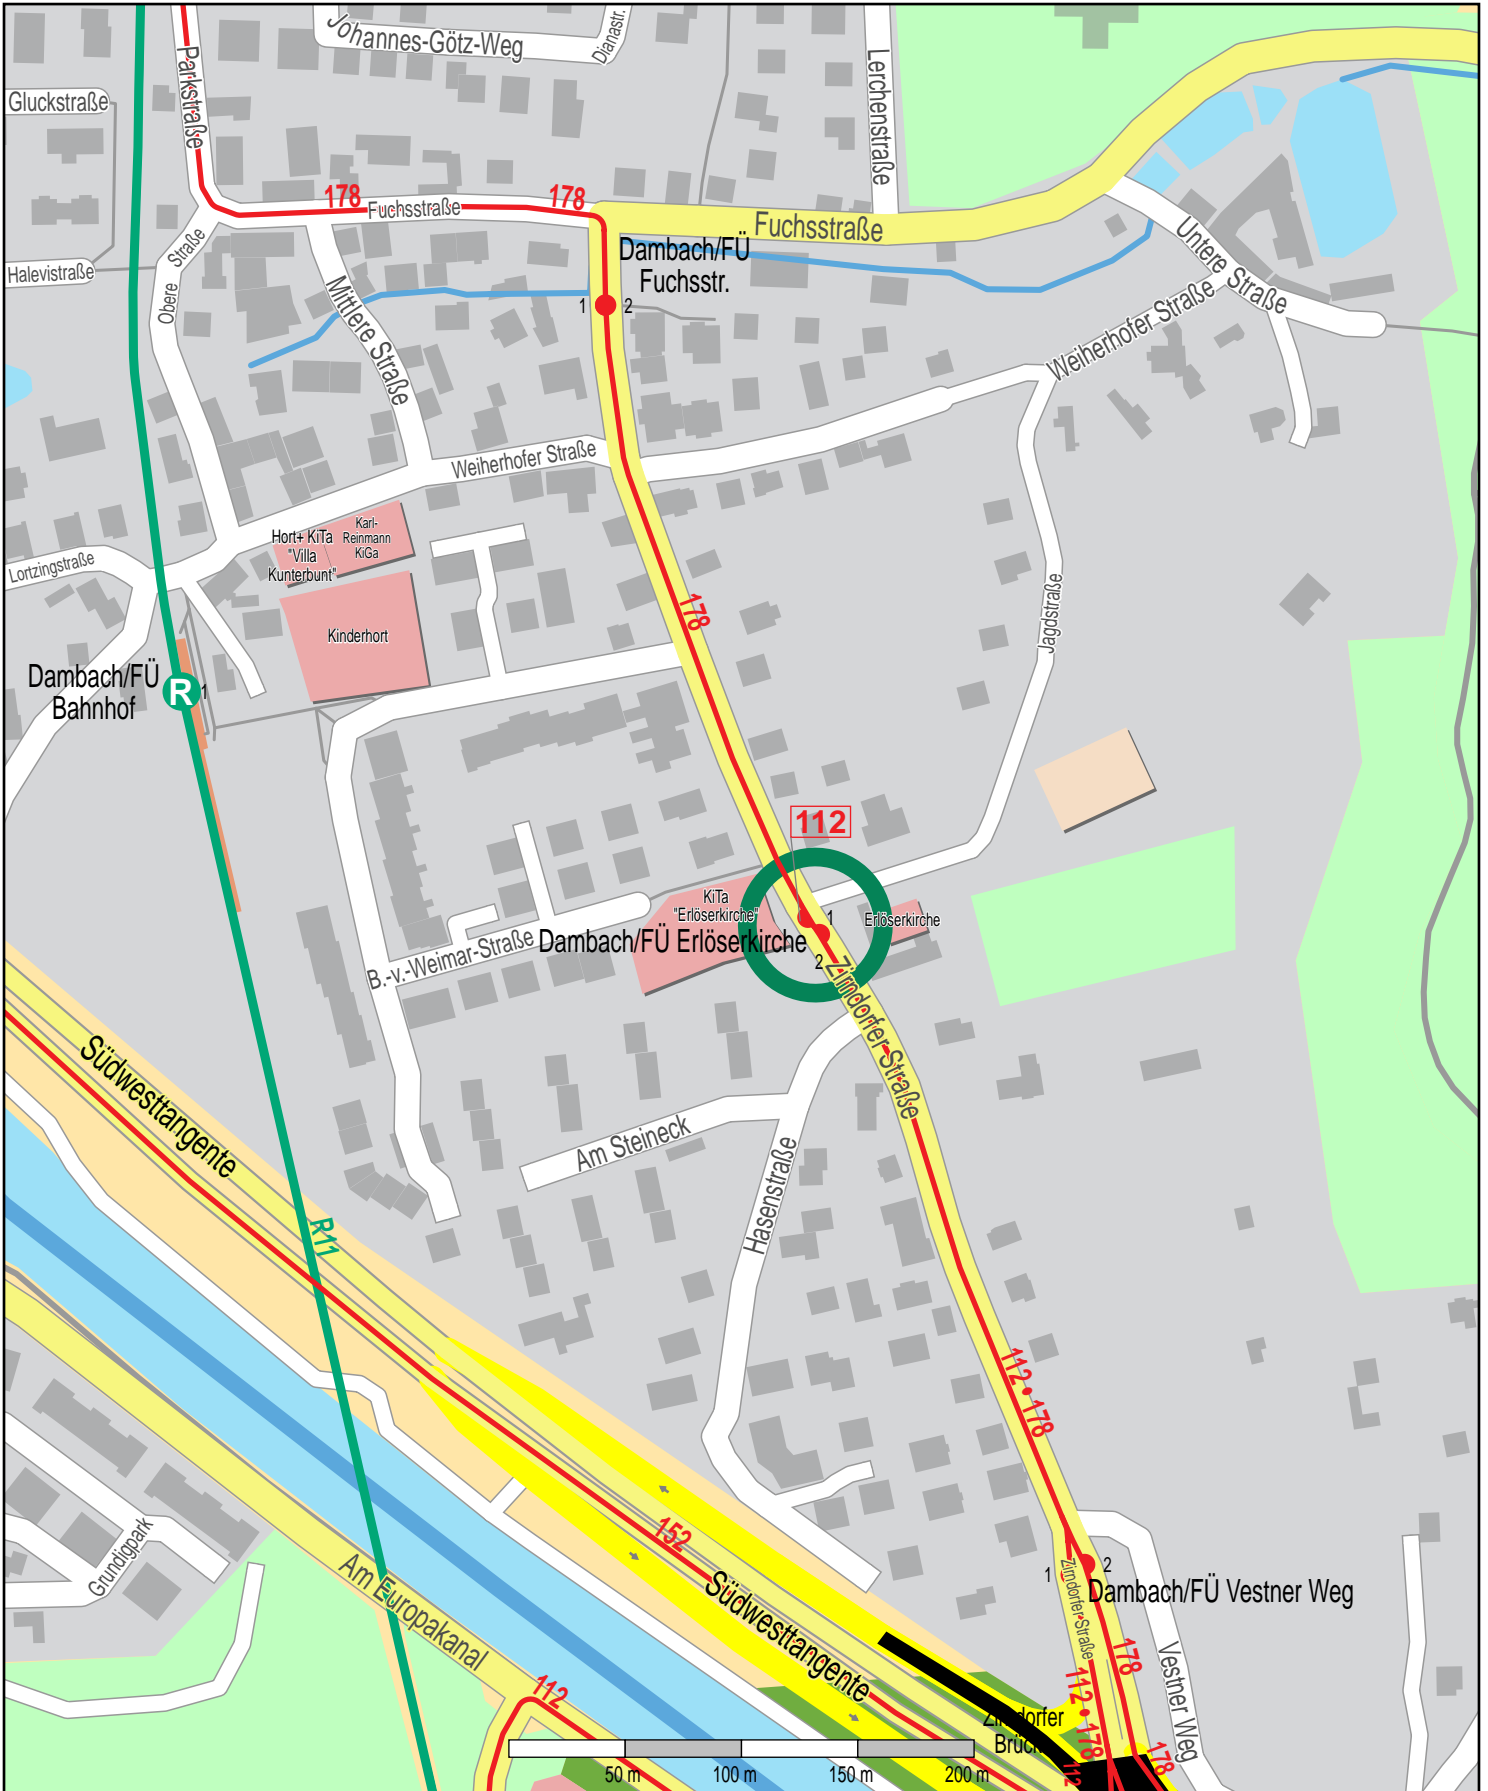 Johannes-Götz-Weg
Dianastr.
Parkstraße
Lerchenstraße
Gluckstraße
178
178
Fuchsstraße
Fuchsstraße
Dambach/FÜ
Fuchsstr.
1
2
Untere Straße
Obere Straße
Halevistraße
Mittlere Straße
Weiherhofer Straße
Weiherhofer Straße
Lortzingstraße
Hort+ KiTa
"Villa
Kunterbunt"
Karl-
Reinmann
KiGa
Kinderhort
178
Jagdstraße
Dambach/FÜ
Bahnhof
R
1
112
KiTa
"Erlöserkirche"
Erlöserkirche
1
Dambach/FÜ Erlöserkirche
2
B.-v.-Weimar-Straße
Zirndorfer Straße
Südwesttangente
Am Steineck
Hasenstraße
R11
112 • 178
152
Grundigpark
Am Europakanal
Südwesttangente
1
2
Zirndorfer Straße
Dambach/FÜ Vestner Weg
178
Vestner Weg
112 • 178
112
Zirndorfer
Brück
178
112
50 m
100 m
150 m
200 m